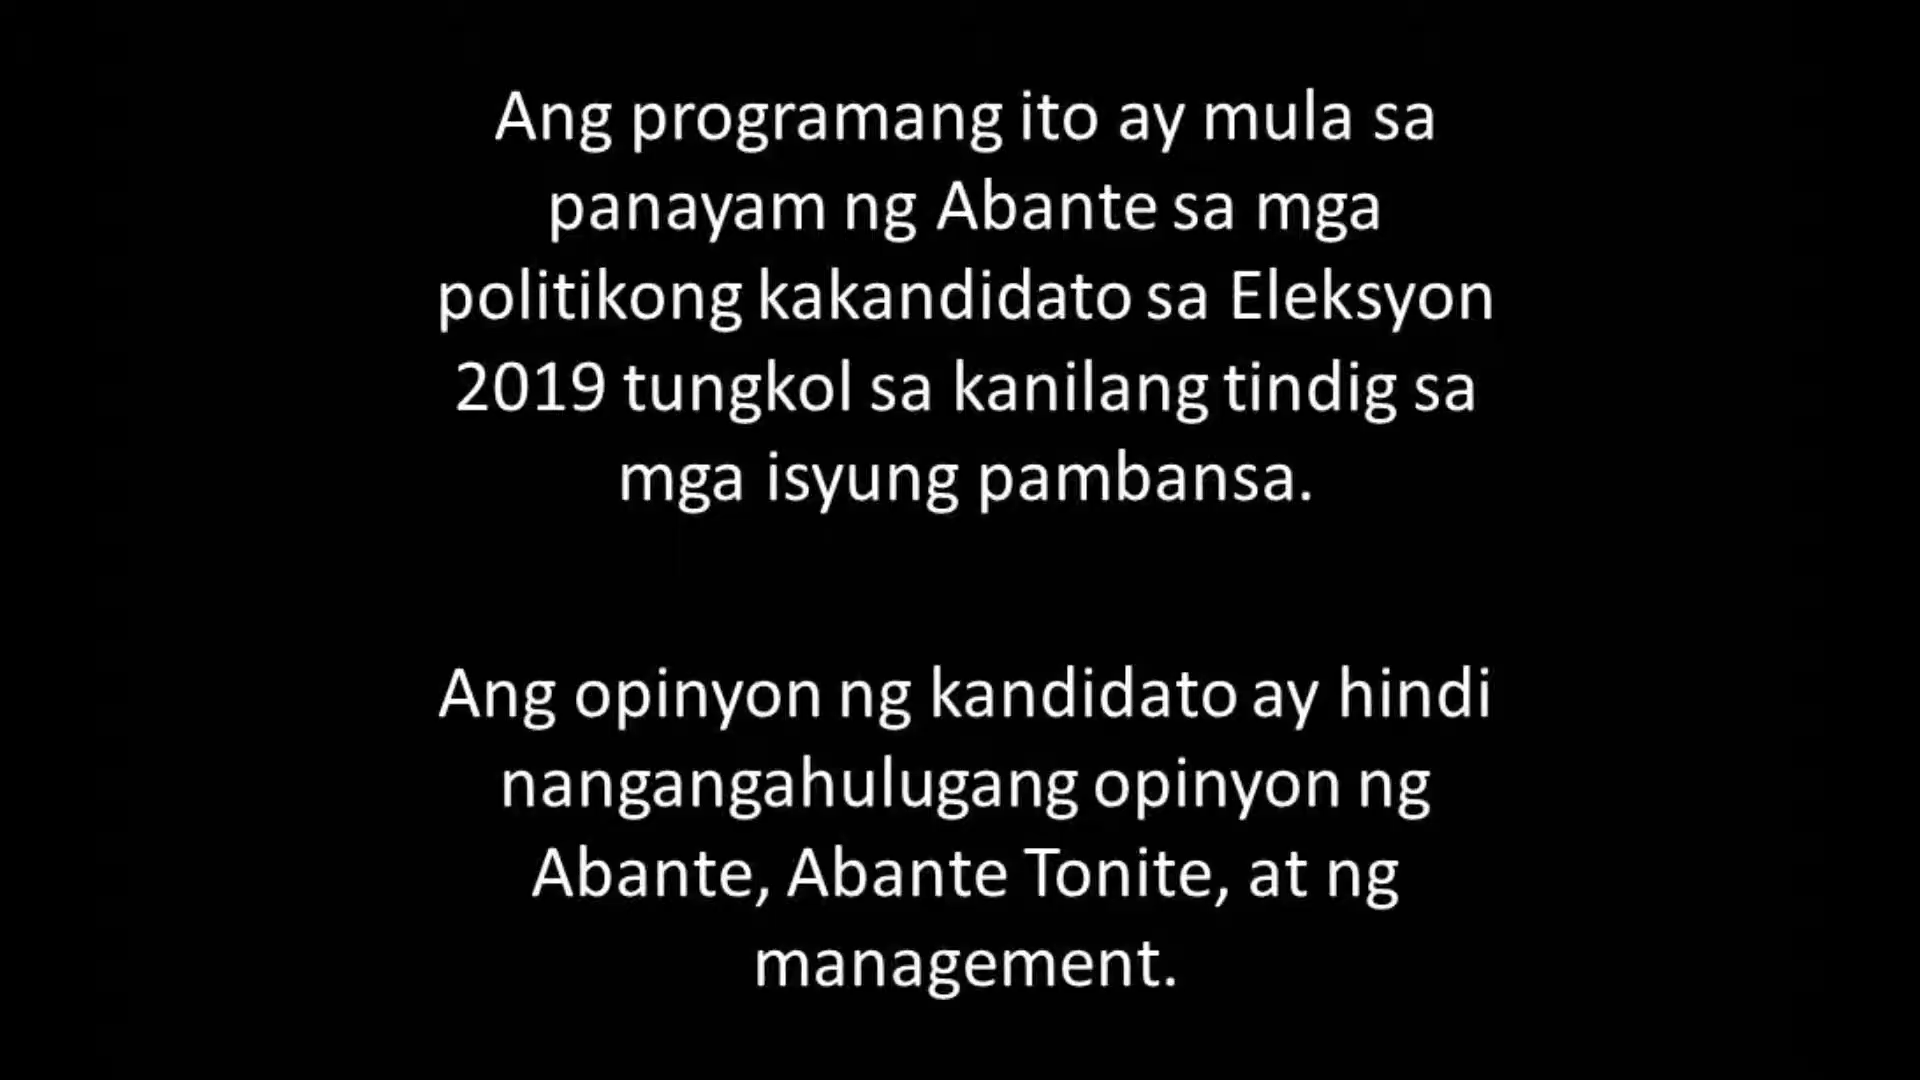 Ang programang ito ay mula sa
panayam ng Abante sa mga
politikong kakandidato sa Eleksyon
2019 tungkol sa kanilang tindig sa
mga isyung pambansa.
Ang opinyon ng kandidato ay hindi
nangangahulugang opinyon ng
Abante, Abante Tonite, at ng
management.